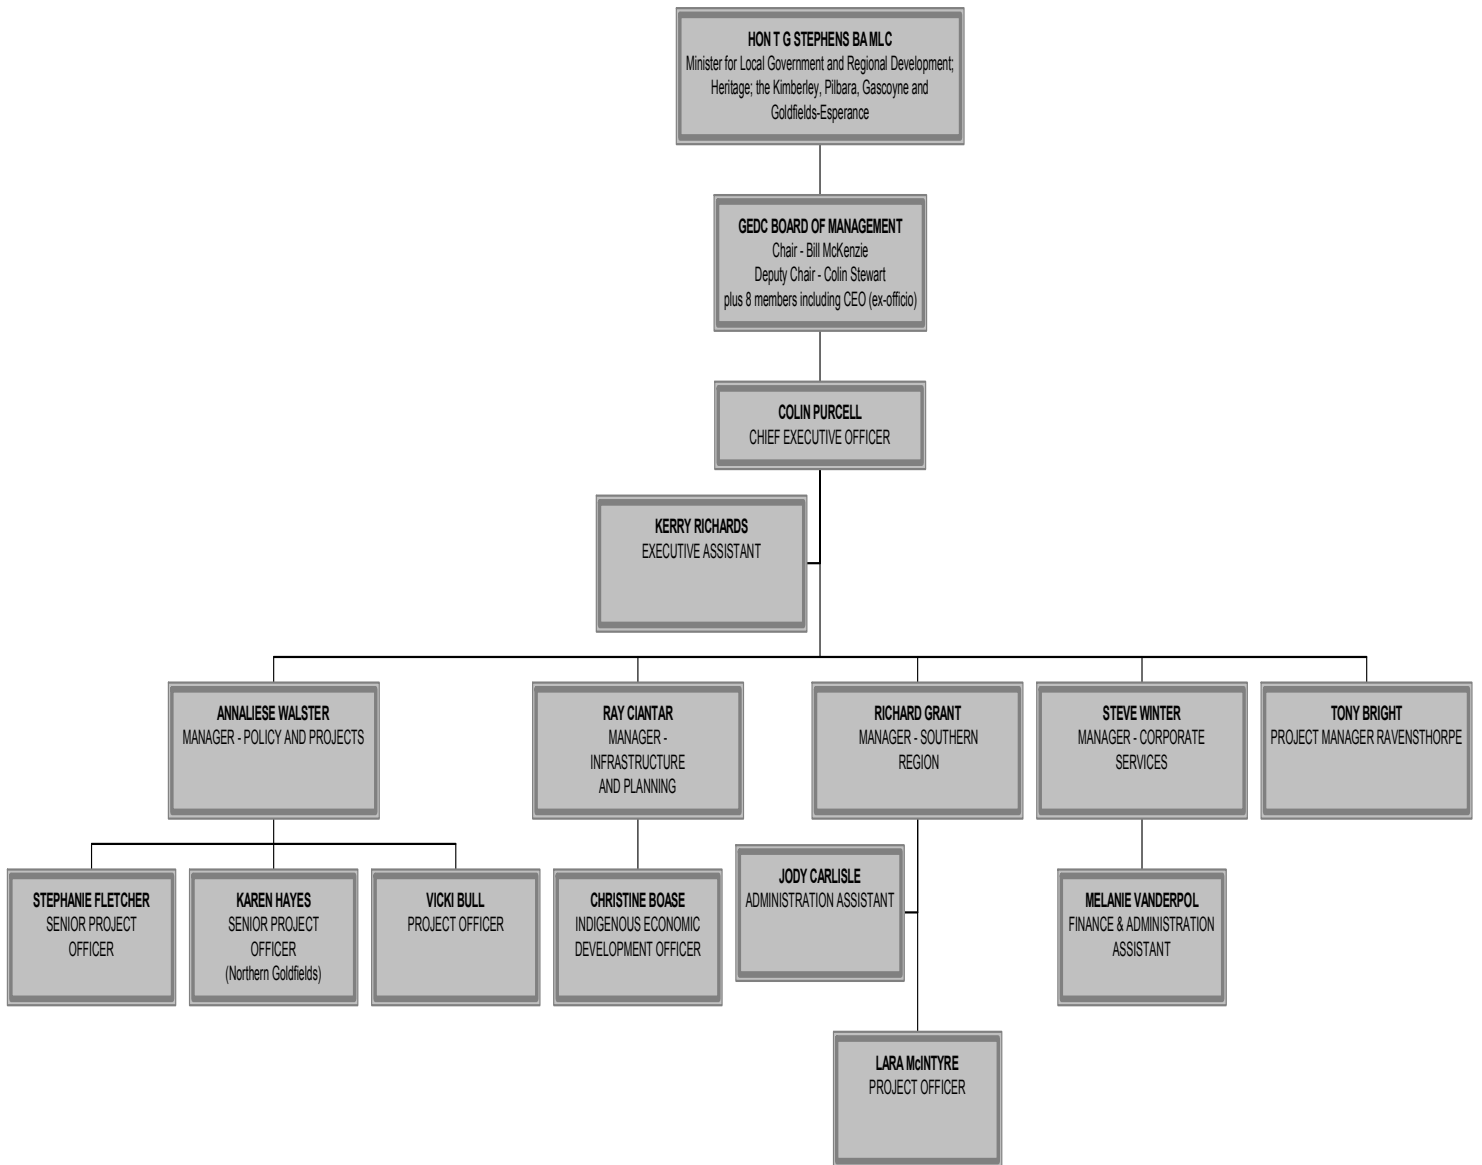 HON T G STEPHENS BA MLC
Minister for Local Government and Regional Development;
Heritage; the Kimberley, Pilbara, Gascoyne and
Goldfields-Esperance
GEDC BOARD OF MANAGEMENT
Chair - Bill McKenzie
Deputy Chair - Colin Stewart
plus 8 members including CEO (ex-officio)
COLIN PURCELL
CHIEF EXECUTIVE OFFICER
KERRY RICHARDS
EXECUTIVE ASSISTANT
ANNALIESE WALSTER
MANAGER - POLICY AND PROJECTS
RAY CIANTAR
MANAGER -
INFRASTRUCTURE
AND PLANNING
RICHARD GRANT
MANAGER - SOUTHERN
REGION
STEVE WINTER
MANAGER - CORPORATE
SERVICES
TONY BRIGHT
PROJECT MANAGER RAVENSTHORPE
STEPHANIE FLETCHER
SENIOR PROJECT
OFFICER
KAREN HAYES
SENIOR PROJECT
OFFICER
(Northern Goldfields)
VICKI BULL
PROJECT OFFICER
CHRISTINE BOASE
INDIGENOUS ECONOMIC
DEVELOPMENT OFFICER
JODY CARLISLE
ADMINISTRATION ASSISTANT
MELANIE VANDERPOL
FINANCE & ADMINISTRATION
ASSISTANT
LARA McINTYRE
PROJECT OFFICER